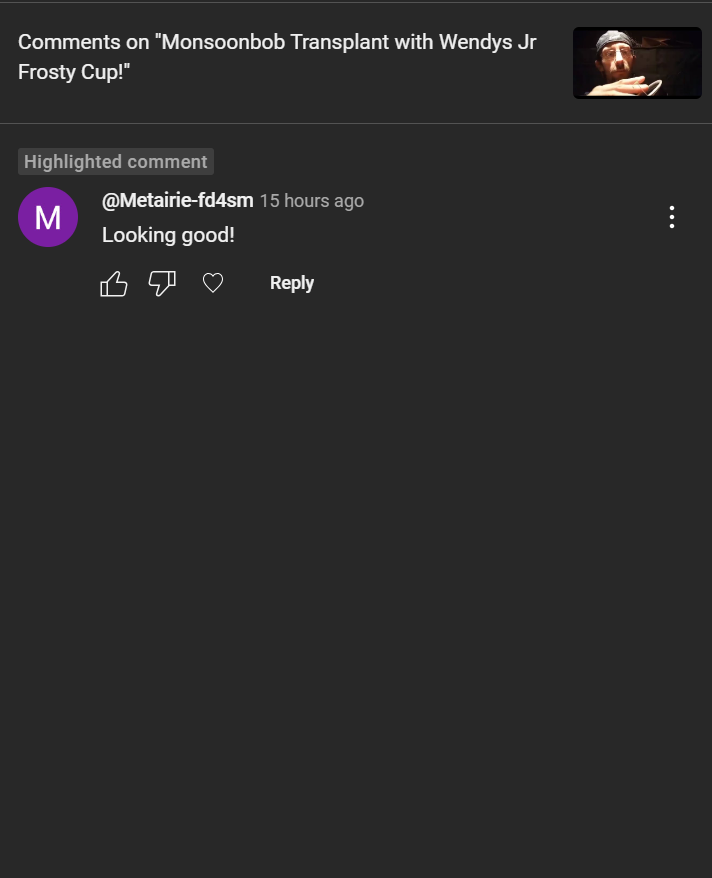 Comments on "Monsoonbob Transplant with Wendys Jr
Frosty Cup!"
Highlighted comment
M
@Metairie-fd4sm 15 hours ago
Looking good!
Reply